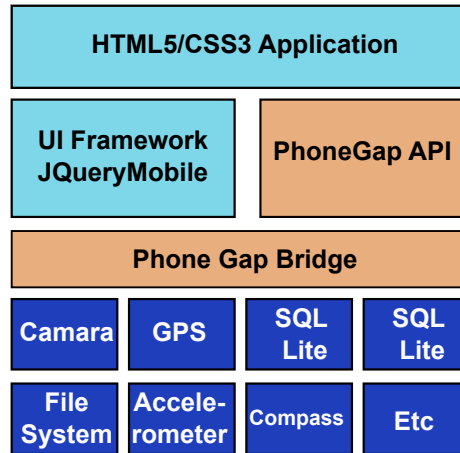 HTML5/CSS3 Application
UI Framework
JQueryMobile
PhoneGap API
Phone Gap Bridge
Camara
GPS
SQL
Lite
SQL
Lite
File
System
Accele-
rometer
Compass
Etc